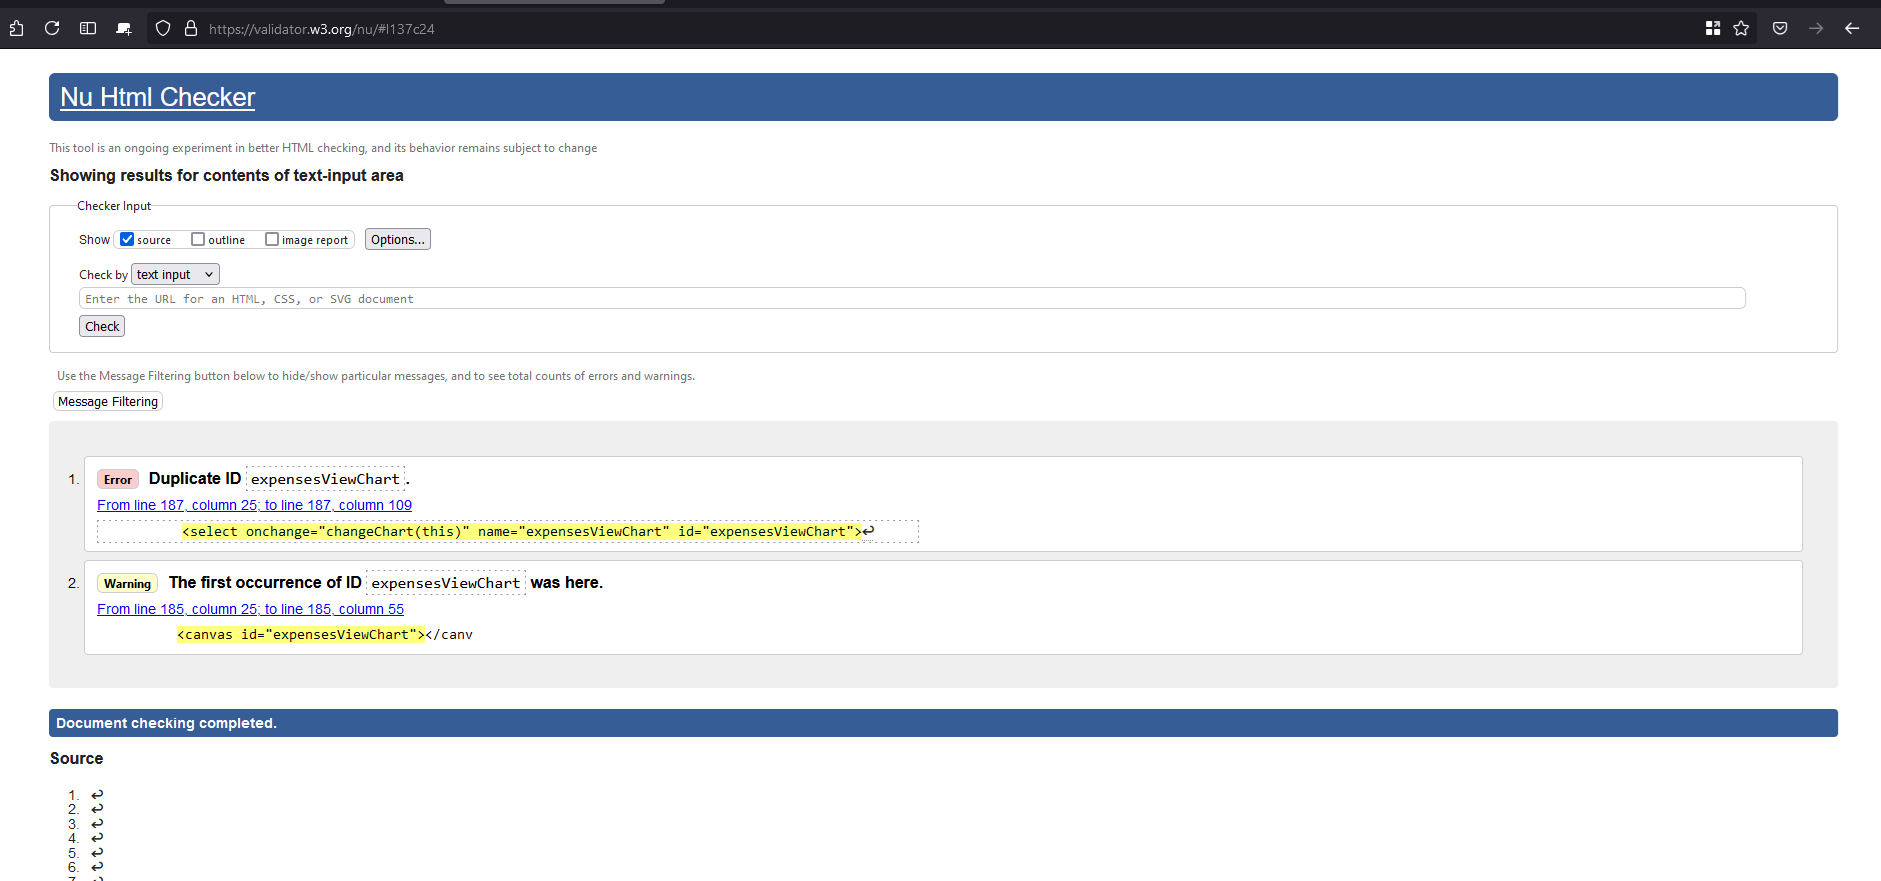 https://validator.w3.org/nu/#l137c24
Nu Html Checker
This tool is an ongoing experiment in better HTML checking, and its behavior remains subject to change
Showing results for contents of text-input area
Checker Input
Show source outline image report Options...
Check by text input
Enter the URL for an HTML, CSS, or SVG document
Check
Use the Message Filtering button below to hide/show particular messages, and to see total counts of errors and warnings.
Message Filtering
1. Error Duplicate ID expensesViewChart.
From line 187, column 25; to line 187, column 109
<select onchange="changeChart(this)" name="expensesViewChart" id="expensesViewChart">↩
2. Warning The first occurrence of ID expensesViewChart was here.
From line 185, column 25; to line 185, column 55
<canvas id="expensesViewChart"></canv
Document checking completed.
Source
1. ↩
2. ↩
3. ↩
4. ↩
5. ↩
6. ↩